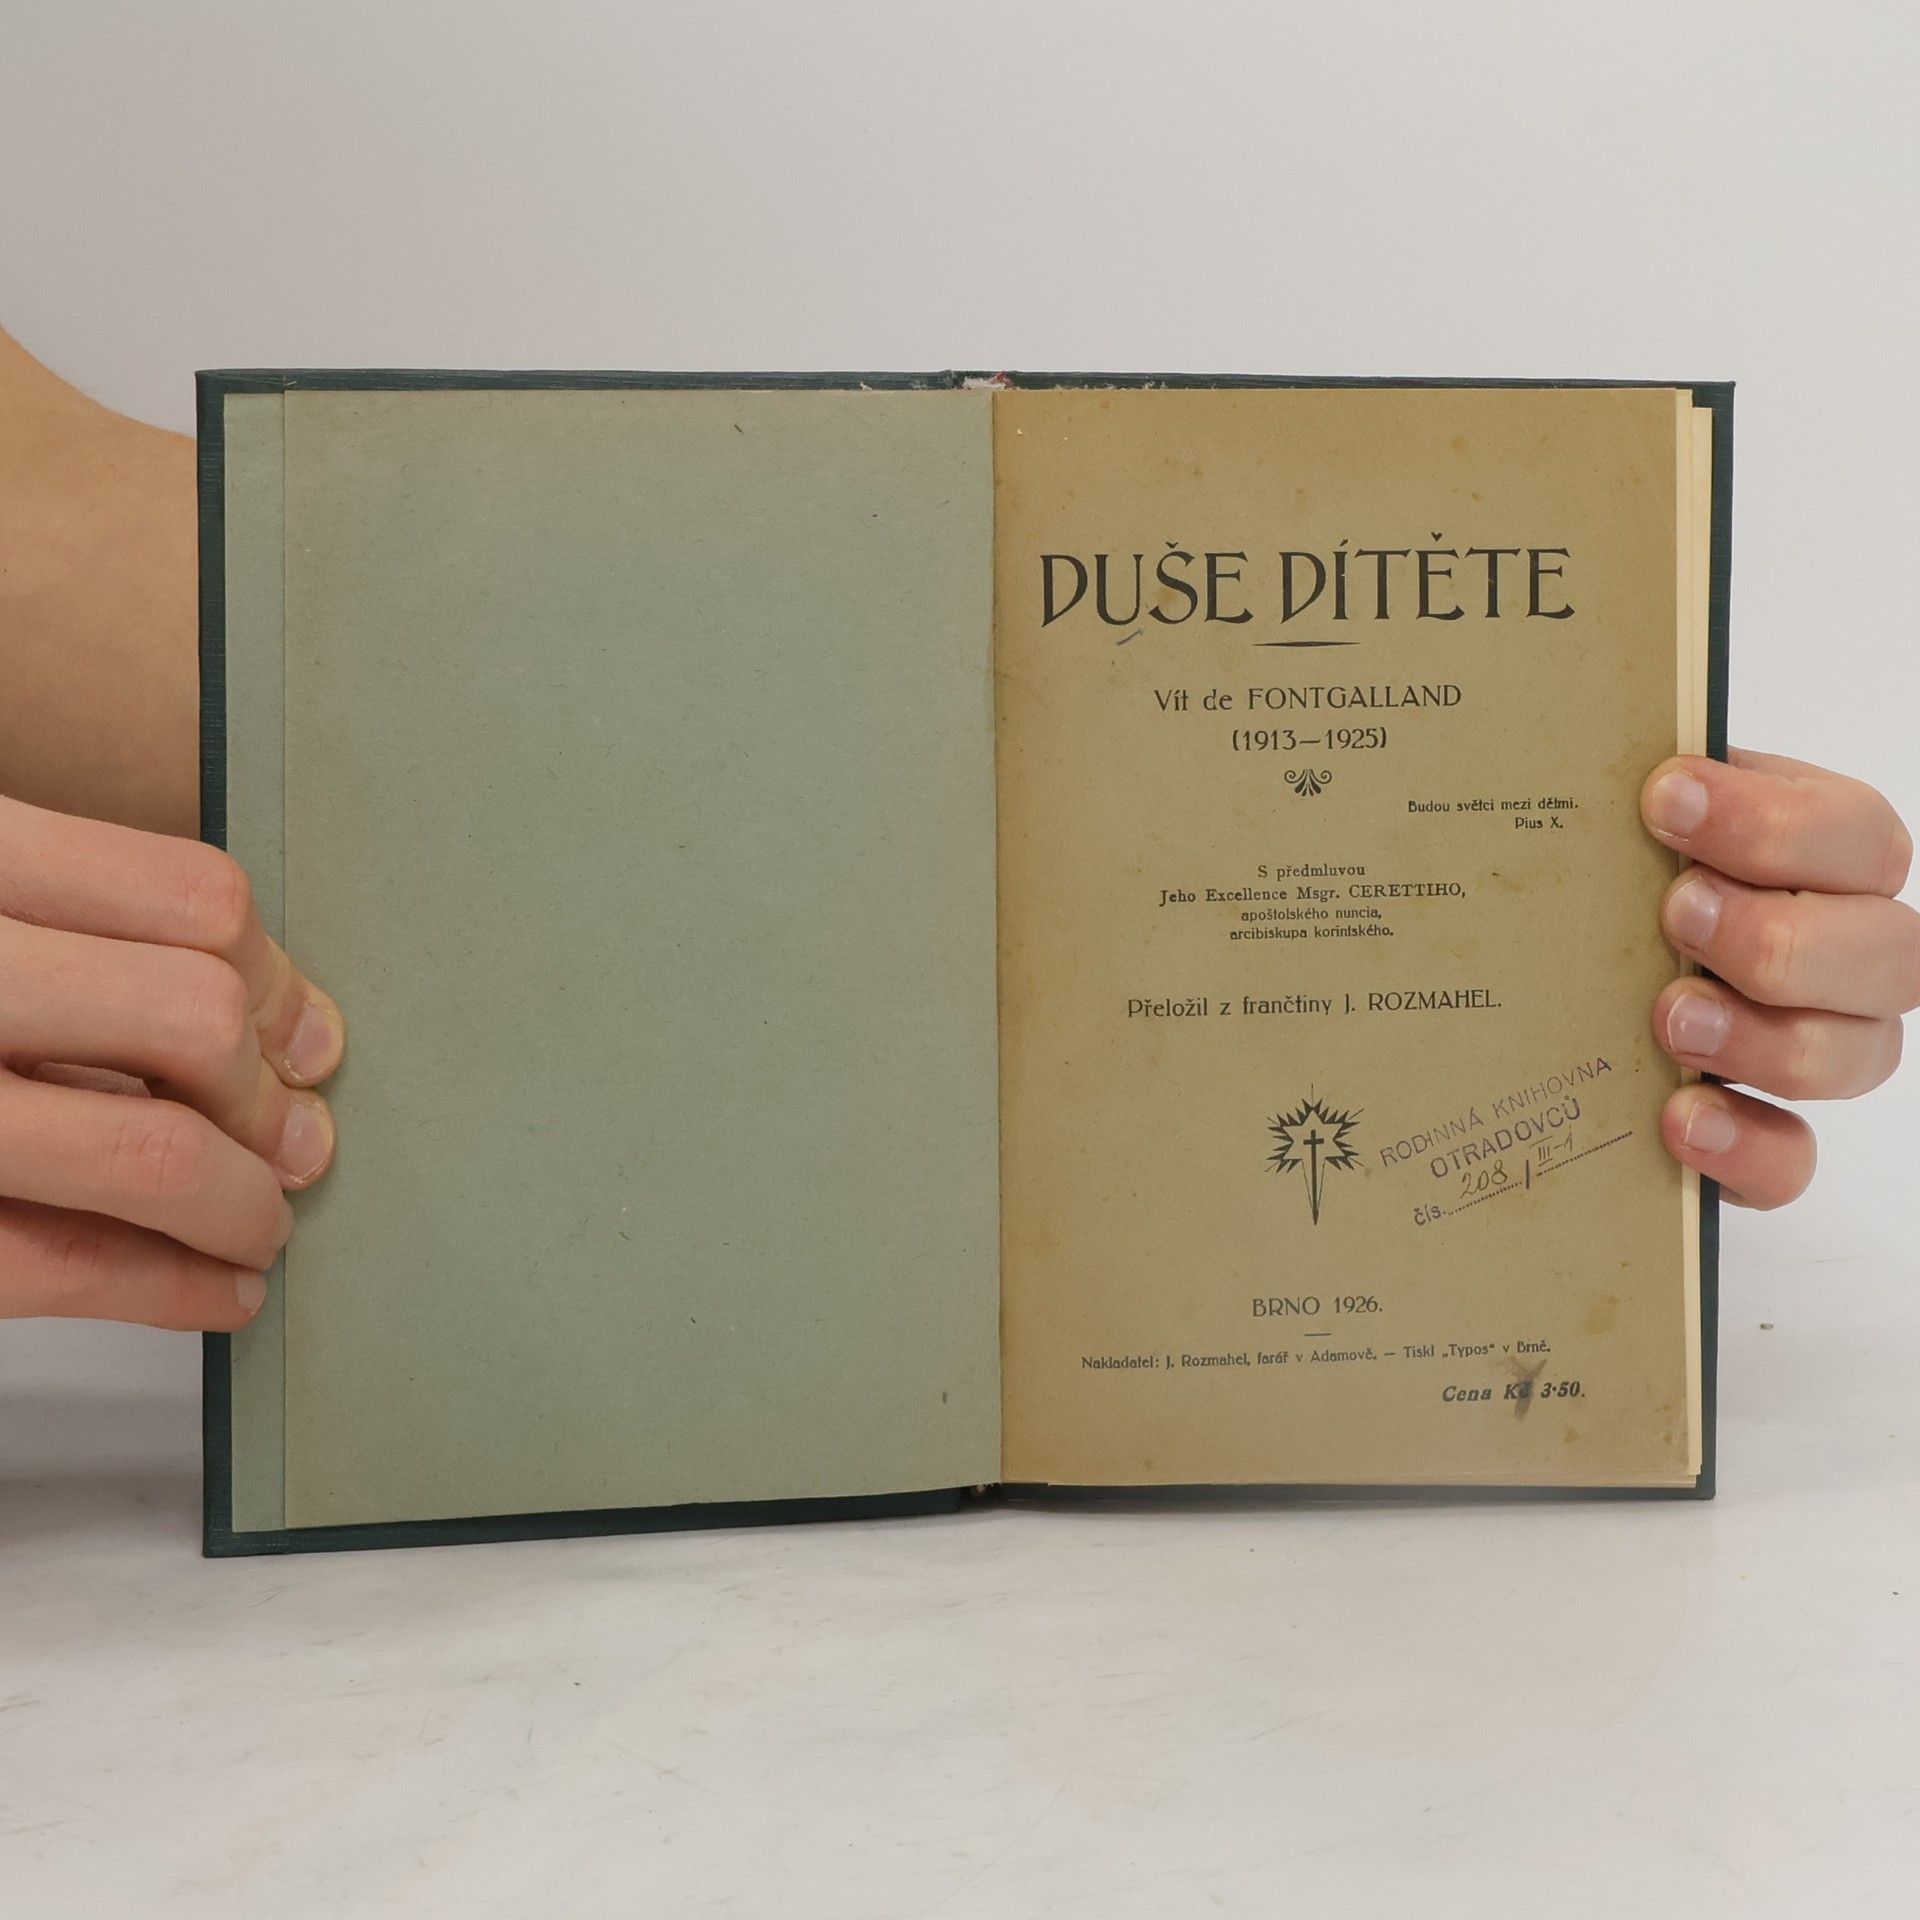 DUŠE DÍTĚTE
Vít de FONTGALLAND
(1913—1925)
Budou světci mezi dětmi.
Pius X.
S předmluvou
Jeho Excellence Msgr. CERETTIHO,
apoštolského nuncia,
arcibiskupa korintského.
Přeložil z frančtiny J. ROZMAHEL.
RODINNÁ KNIHOVNA
OTRADOVCŮ
čís. 208 / III-1
BRNO 1926.
Nakladatel: J. Rozmahel, farář v Adamově. — Tiskl „Typos“ v Brně.
Cena Kč 3·50.